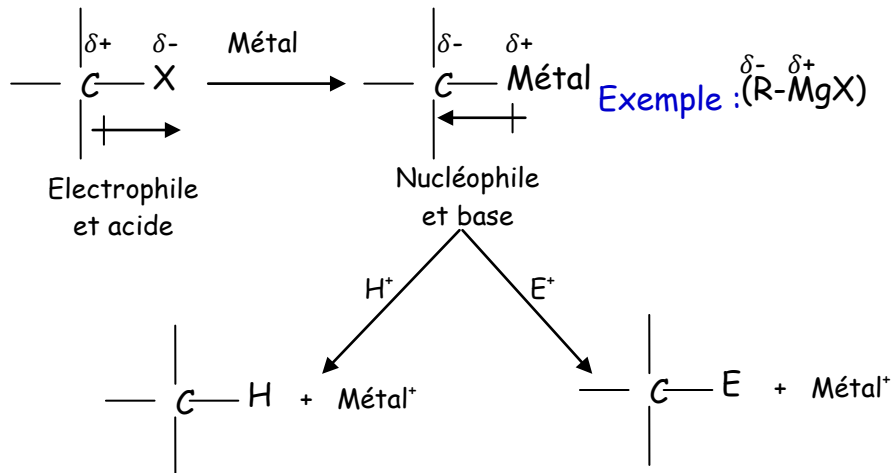 δ+ δ- Métal δ- δ+ δ- δ+
C X C Métal Exemple :(R-MgX)
Electrophile
et acide
Nucléophile
et base
H⁺ E⁺
C H + Métal⁺
C E + Métal⁺